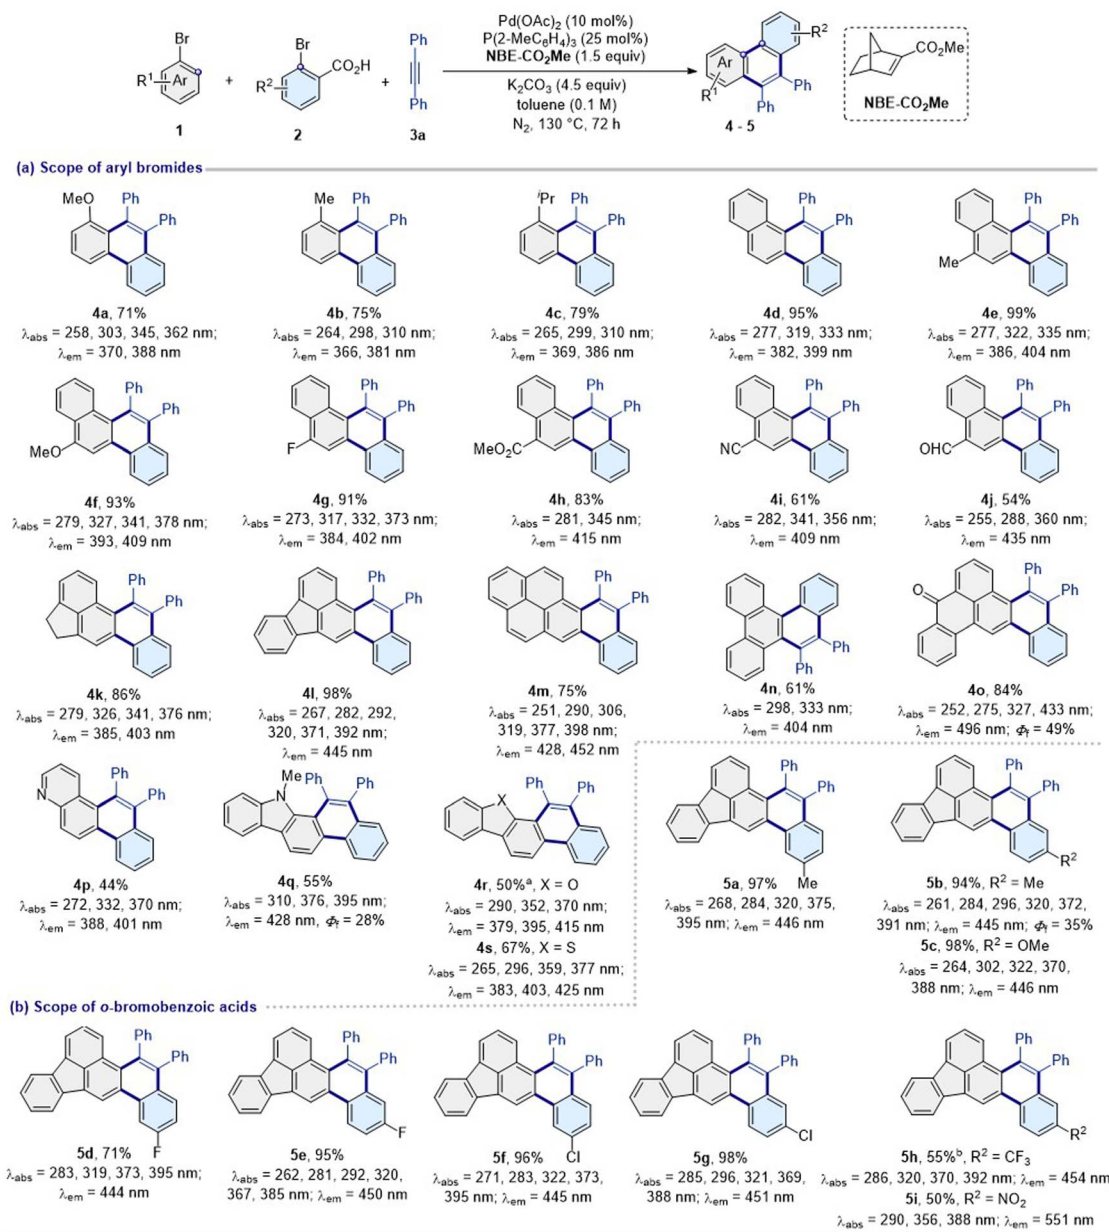 Pd(OAc)2 (10 mol%)
P(2-MeC6H4)3 (25 mol%)
NBE-CO2Me (1.5 equiv)
K2CO3 (4.5 equiv)
toluene (0.1 M)
N2, 130 °C, 72 h
Br
R1
Ar
1
+
Br
CO2H
R2
2
+
Ph
Ph
3a
R2
Ar
R1
Ph
Ph
4 - 5
CO2Me
NBE-CO2Me
(a) Scope of aryl bromides
MeO
Ph
Ph
4a, 71%
λabs = 258, 303, 345, 362 nm;
λem = 370, 388 nm
Me
Ph
Ph
4b, 75%
λabs = 264, 298, 310 nm;
λem = 366, 381 nm
iPr
Ph
Ph
4c, 79%
λabs = 265, 299, 310 nm;
λem = 369, 386 nm
Ph
Ph
4d, 95%
λabs = 277, 319, 333 nm;
λem = 382, 399 nm
Ph
Ph
Me
4e, 99%
λabs = 277, 322, 335 nm;
λem = 386, 404 nm
Ph
Ph
MeO
4f, 93%
λabs = 279, 327, 341, 378 nm;
λem = 393, 409 nm
Ph
Ph
F
4g, 91%
λabs = 273, 317, 332, 373 nm;
λem = 384, 402 nm
Ph
Ph
MeO2C
4h, 83%
λabs = 281, 345 nm;
λem = 415 nm
Ph
Ph
NC
4i, 61%
λabs = 282, 341, 356 nm;
λem = 409 nm
Ph
Ph
OHC
4j, 54%
λabs = 255, 288, 360 nm;
λem = 435 nm
Ph
Ph
4k, 86%
λabs = 279, 326, 341, 376 nm;
λem = 385, 403 nm
Ph
Ph
4l, 98%
λabs = 267, 282, 292,
320, 371, 392 nm;
λem = 445 nm
Ph
Ph
4m, 75%
λabs = 251, 290, 306,
319, 377, 398 nm;
λem = 428, 452 nm
Ph
Ph
4n, 61%
λabs = 298, 333 nm;
λem = 404 nm
O
Ph
Ph
4o, 84%
λabs = 252, 275, 327, 433 nm;
λem = 496 nm; Φf = 49%
N
Ph
Ph
4p, 44%
λabs = 272, 332, 370 nm;
λem = 388, 401 nm
Me
N
Ph
Ph
4q, 55%
λabs = 310, 376, 395 nm;
λem = 428 nm, Φf = 28%
X
Ph
Ph
4r, 50%a, X = O
λabs = 290, 352, 370 nm;
λem = 379, 395, 415 nm
4s, 67%, X = S
λabs = 265, 296, 359, 377 nm;
λem = 383, 403, 425 nm
Ph
Ph
Me
5a, 97%
λabs = 268, 284, 320, 375,
395 nm; λem = 446 nm
Ph
Ph
R2
5b, 94%, R2 = Me
λabs = 261, 284, 296, 320, 372,
391 nm; λem = 445 nm; Φf = 35%
5c, 98%, R2 = OMe
λabs = 264, 302, 322, 370,
388 nm; λem = 446 nm
(b) Scope of o-bromobenzoic acids
Ph
Ph
F
5d, 71%
λabs = 283, 319, 373, 395 nm;
λem = 444 nm
Ph
Ph
F
5e, 95%
λabs = 262, 281, 292, 320,
367, 385 nm; λem = 450 nm
Ph
Ph
Cl
5f, 96%
λabs = 271, 283, 322, 373,
395 nm; λem = 445 nm
Ph
Ph
Cl
5g, 98%
λabs = 285, 296, 321, 369,
388 nm; λem = 451 nm
Ph
Ph
R2
5h, 55%b, R2 = CF3
λabs = 286, 320, 370, 392 nm; λem = 454 nm
5i, 50%, R2 = NO2
λabs = 290, 356, 388 nm; λem = 551 nm